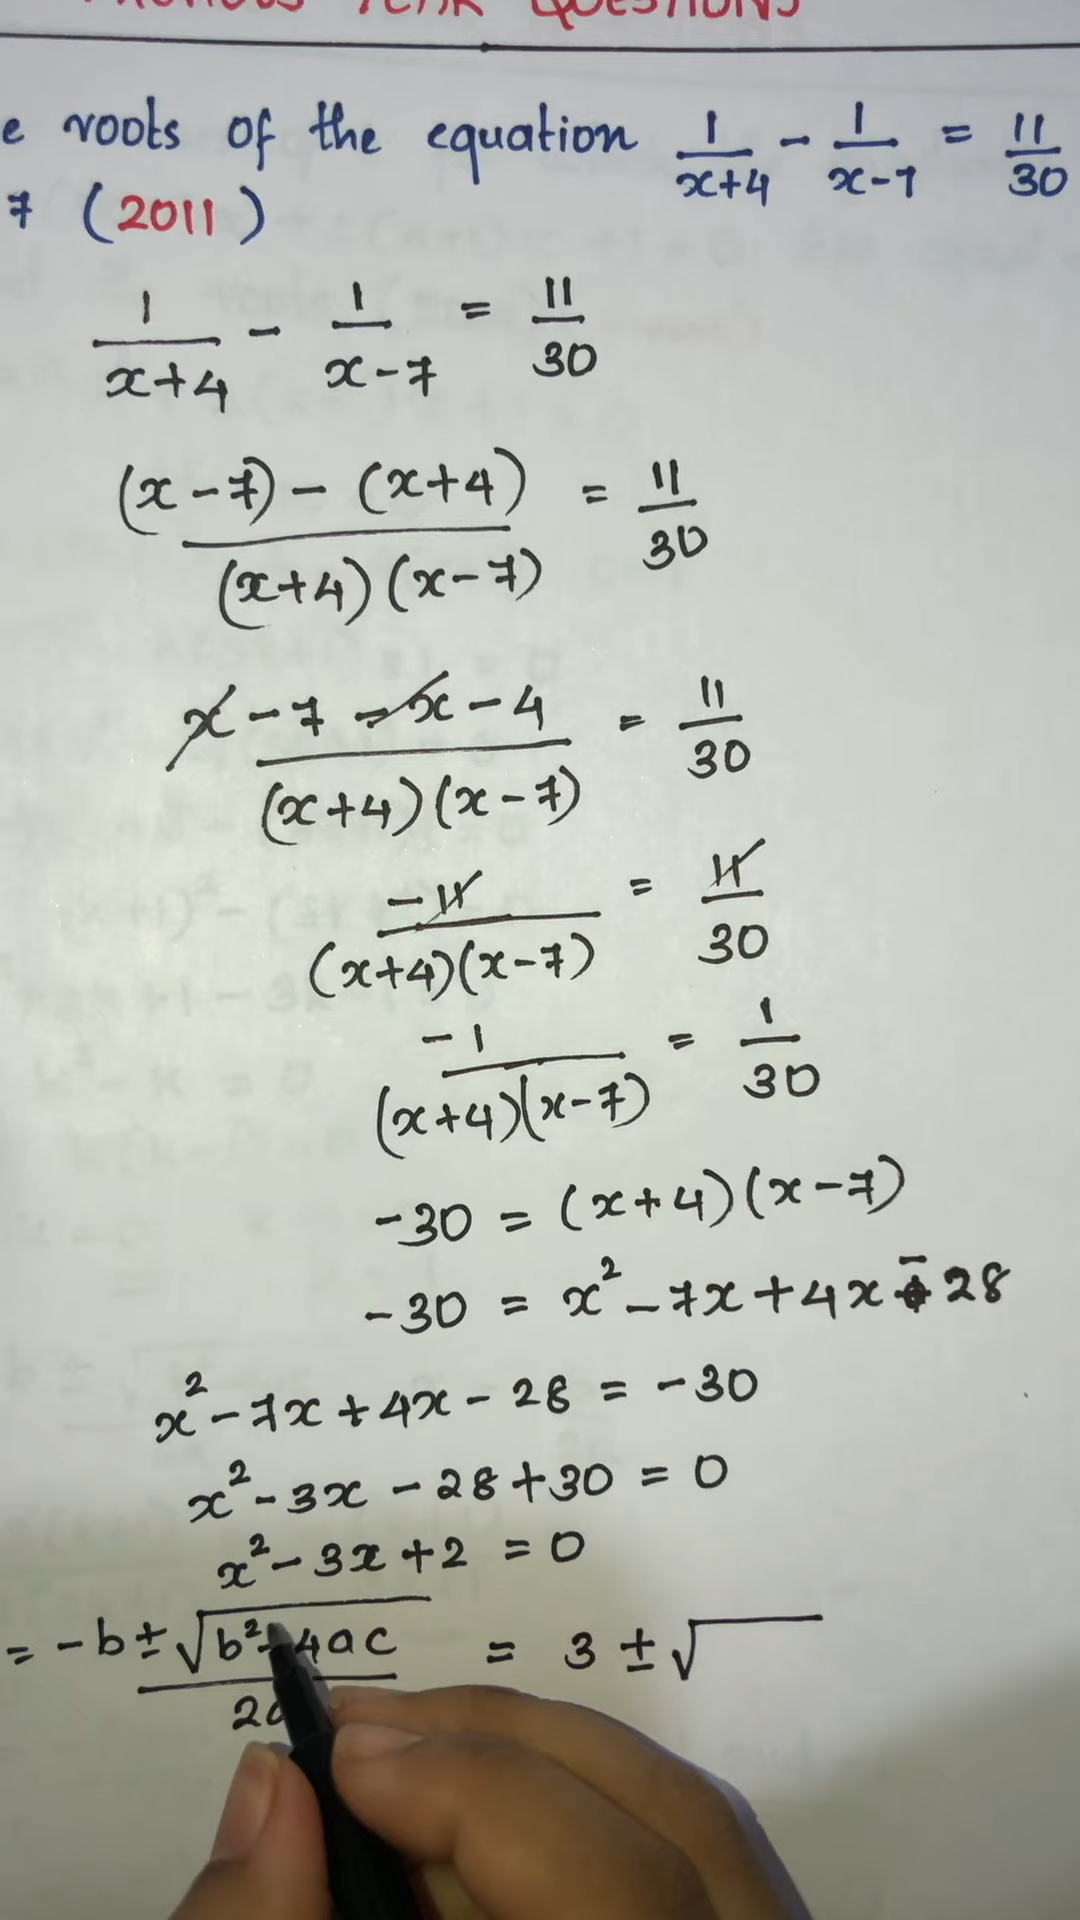 PREVIOUS YEAR QUESTIONS
e roots of the equation 1/(x+4) - 1/(x-7) = 11/30
7 (2011)
1/(x+4) - 1/(x-7) = 11/30
((x-7) - (x+4))/((x+4)(x-7)) = 11/30
(x-7-x-4)/((x+4)(x-7)) = 11/30
-11/((x+4)(x-7)) = 11/30
-1/((x+4)(x-7)) = 1/30
-30 = (x+4)(x-7)
-30 = x² - 7x + 4x - 28
x² - 7x + 4x - 28 = -30
x² - 3x - 28 + 30 = 0
x² - 3x + 2 = 0
= -b ± √(b² - 4ac) / 2a = 3 ± √